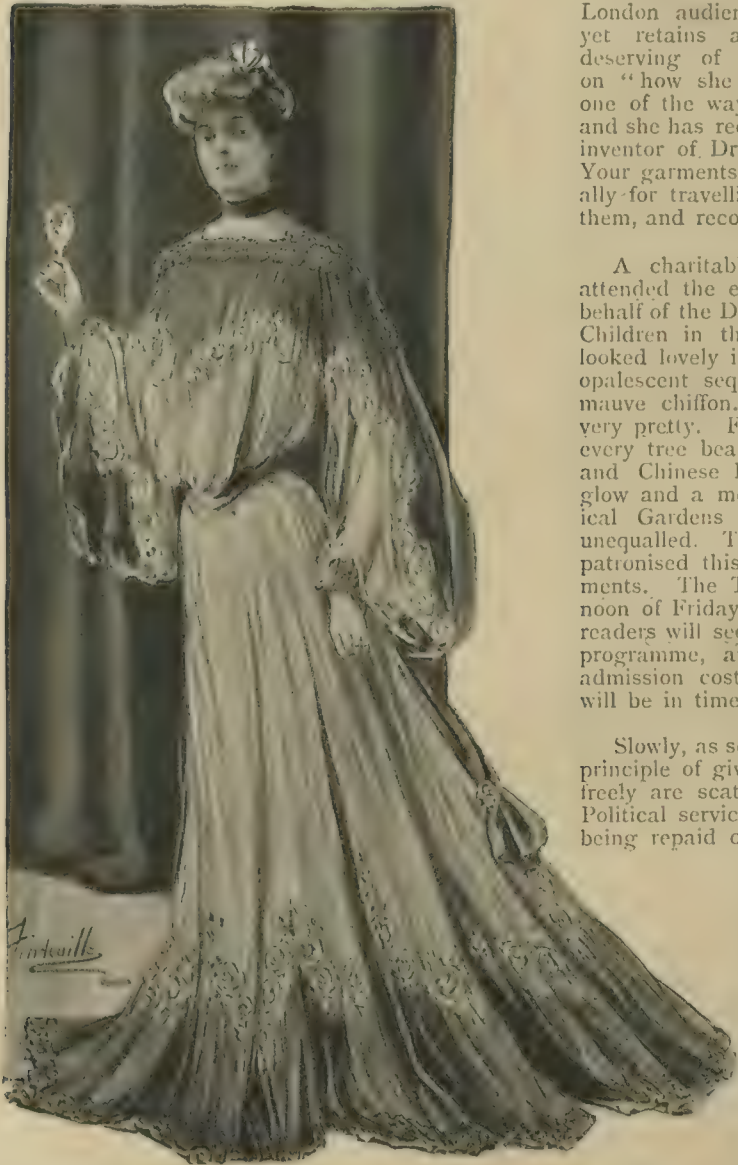 London audien
yet retains a
deserving of
on "how she
one of the way
and she has rec
inventor of Dr
Your garments
ally for travelli
them, and reco
A charitab
attended the e
behalf of the D
Children in th
looked lovely i
opalescent seq
mauve chiffon.
very pretty. F
every tree bea
and Chinese l
glow and a m
ical Gardens
unequalled. T
patronised this
ments. The T
noon of Friday
readers will see
programme, a
admission cost
will be in time
Slowly, as s
principle of giv
freely are scat
Political servic
being repaid o